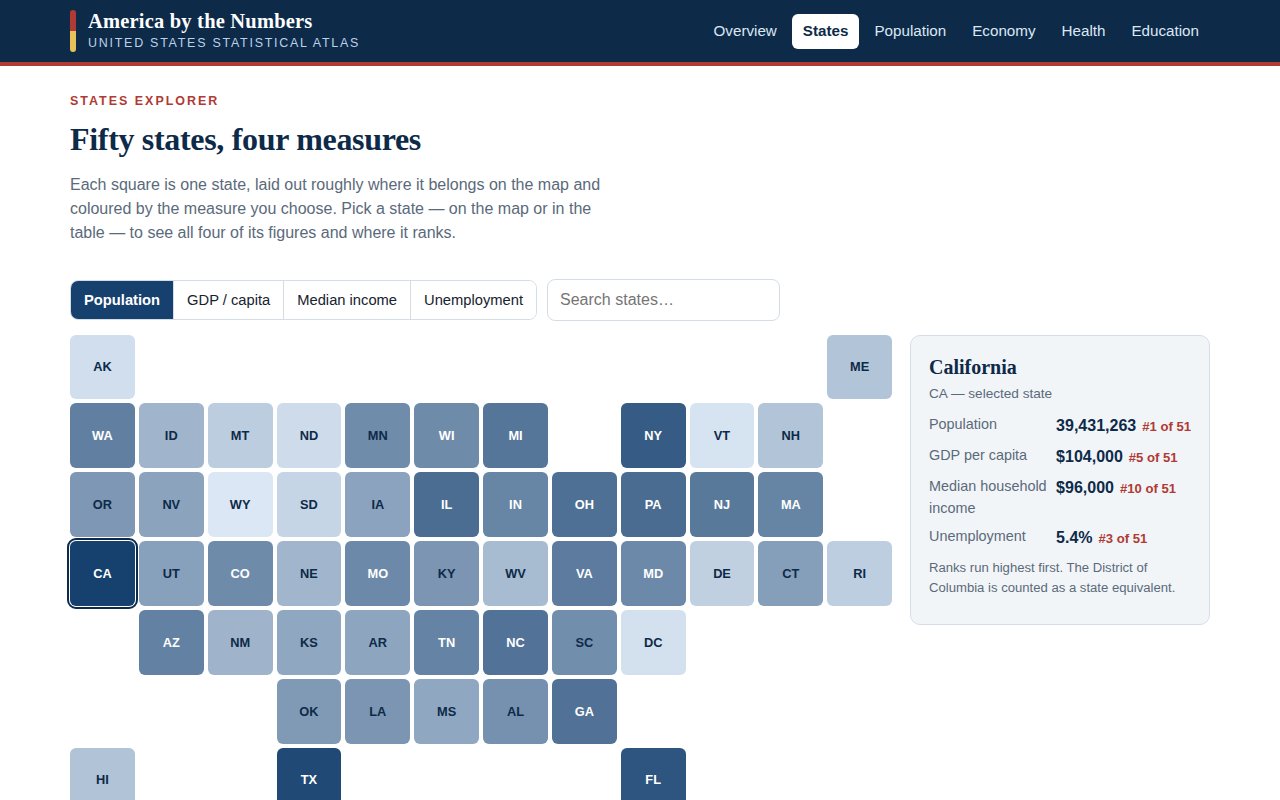 America by the Numbers
UNITED STATES STATISTICAL ATLAS
Overview States Population Economy Health Education
STATES EXPLORER
Fifty states, four measures
Each square is one state, laid out roughly where it belongs on the map and
coloured by the measure you choose. Pick a state — on the map or in the
table — to see all four of its figures and where it ranks.
Population GDP / capita Median income Unemployment Search states…
AK ME
WA ID MT ND MN WI MI NY VT NH
OR NV WY SD IA IL IN OH PA NJ MA
CA UT CO NE MO KY WV VA MD DE CT RI
AZ NM KS AR TN NC SC DC
OK LA MS AL GA
HI TX FL
California
CA — selected state
Population 39,431,263 #1 of 51
GDP per capita $104,000 #5 of 51
Median household $96,000 #10 of 51
income
Unemployment 5.4% #3 of 51
Ranks run highest first. The District of
Columbia is counted as a state equivalent.